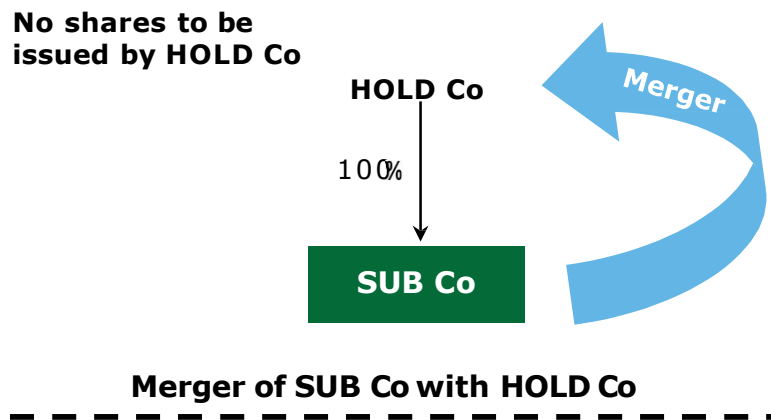 No shares to be
issued by HOLD Co
HOLD Co
Merger
100%
SUB Co
Merger of SUB Co with HOLD Co